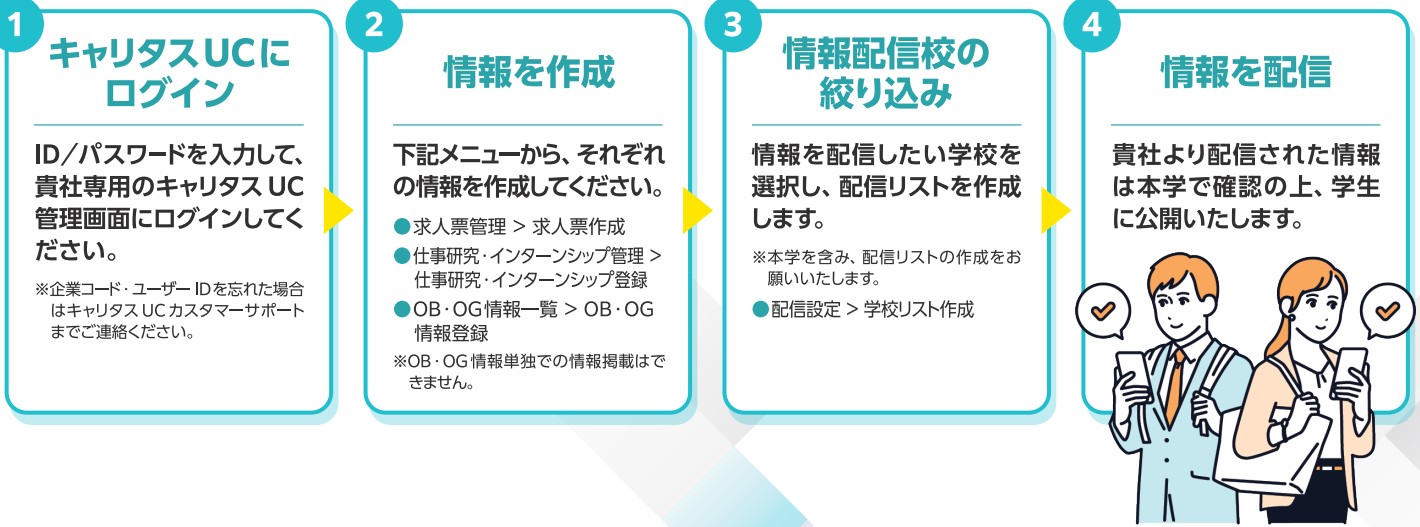 1
キャリタスUCに
ログイン
ID/パスワードを入力して、
貴社専用のキャリタス UC
管理画面にログインしてく
ださい。
※企業コード・ユーザー IDを忘れた場合
はキャリタス UC カスタマーサポート
までご連絡ください。
2
情報を作成
下記メニューから、それぞれ
の情報を作成してください。
●求人票管理 > 求人票作成
●仕事研究・インターンシップ管理 >
仕事研究・インターンシップ登録
●OB・OG情報一覧 > OB・OG
情報登録
※OB・OG情報単独での情報掲載はで
きません。
3
情報配信校の
絞り込み
情報を配信したい学校を
選択し、配信リストを作成
します。
※本学を含み、配信リストの作成をお
願いいたします。
●配信設定 > 学校リスト作成
4
情報を配信
貴社より配信された情報
は本学で確認の上、学生
に公開いたします。